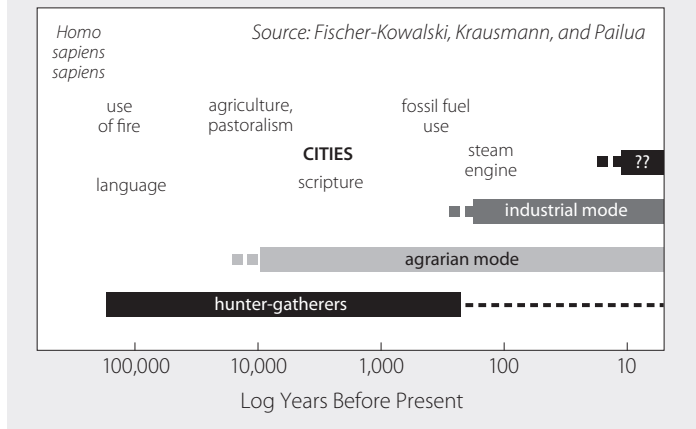 Homo
sapiens
sapiens
Source: Fischer-Kowalski, Krausmann, and Pailua
use
of fire
agriculture,
pastoralism
fossil fuel
use
CITIES
steam
engine
??
language
scripture
industrial mode
agrarian mode
hunter-gatherers
100,000
10,000
1,000
100
10
Log Years Before Present